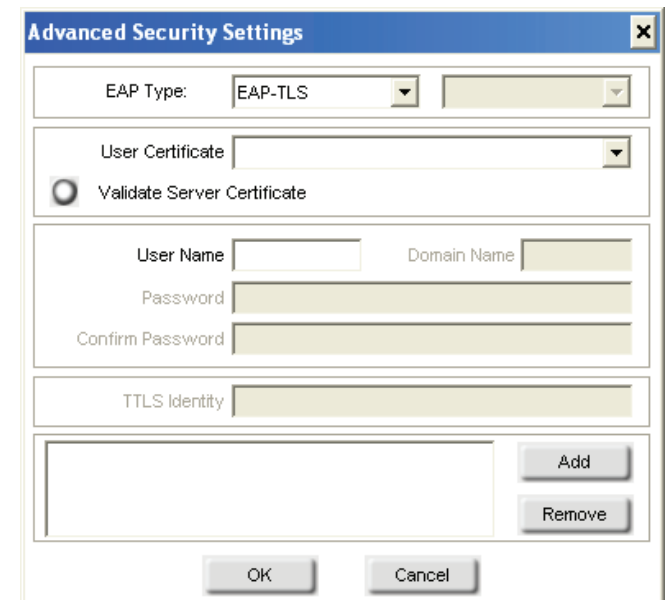 Advanced Security Settings
EAP Type: EAP-TLS
User Certificate
Validate Server Certificate
User Name Domain Name
Password
Confirm Password
TTLS Identity
Add
Remove
OK Cancel